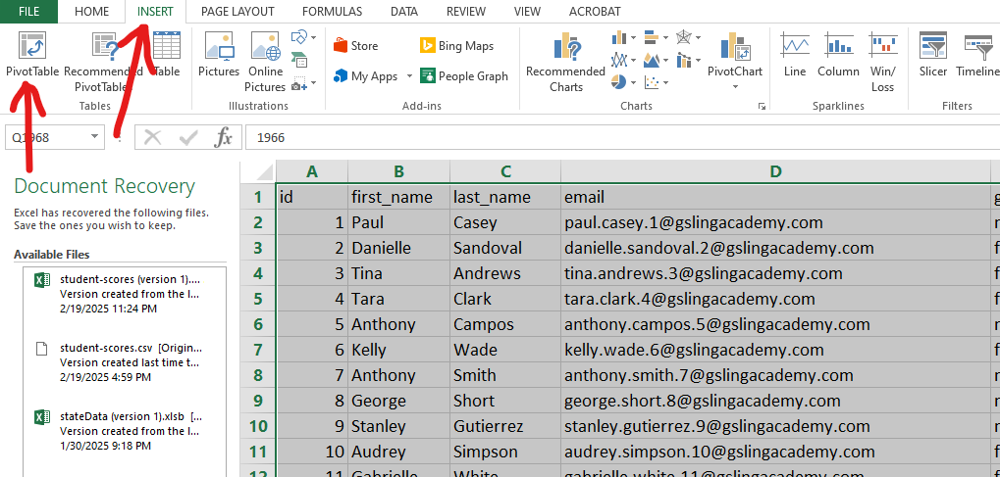 FILE HOME INSERT PAGE LAYOUT FORMULAS DATA REVIEW VIEW ACROBAT
PivotTable Recommended PivotTables Table
Tables
Pictures Online Pictures
Illustrations
Store
My Apps
Bing Maps
People Graph
Add-ins
Recommended Charts
PivotChart
Charts
Line Column Win/ Loss
Sparklines
Slicer Timeline
Filters
Q1968 fx 1966
Document Recovery
Excel has recovered the following files.
Save the ones you wish to keep.
Available Files
student-scores (version 1)....
Version created from the l...
2/19/2025 11:24 PM
student-scores.csv [Origin...
Version created last time t...
2/19/2025 4:59 PM
stateData (version 1).xlsb [...
Version created from the l...
1/30/2025 9:18 PM
A B C D
1 id first_name last_name email g
2 1 Paul Casey paul.casey.1@gslingacademy.com
3 2 Danielle Sandoval danielle.sandoval.2@gslingacademy.com f
4 3 Tina Andrews tina.andrews.3@gslingacademy.com f
5 4 Tara Clark tara.clark.4@gslingacademy.com f
6 5 Anthony Campos anthony.campos.5@gslingacademy.com
7 6 Kelly Wade kelly.wade.6@gslingacademy.com f
8 7 Anthony Smith anthony.smith.7@gslingacademy.com
9 8 George Short george.short.8@gslingacademy.com
10 9 Stanley Gutierrez stanley.gutierrez.9@gslingacademy.com
11 10 Audrey Simpson audrey.simpson.10@gslingacademy.com f
12 11 Gabrielle White gabrielle.white.11@gslingacademy.com f